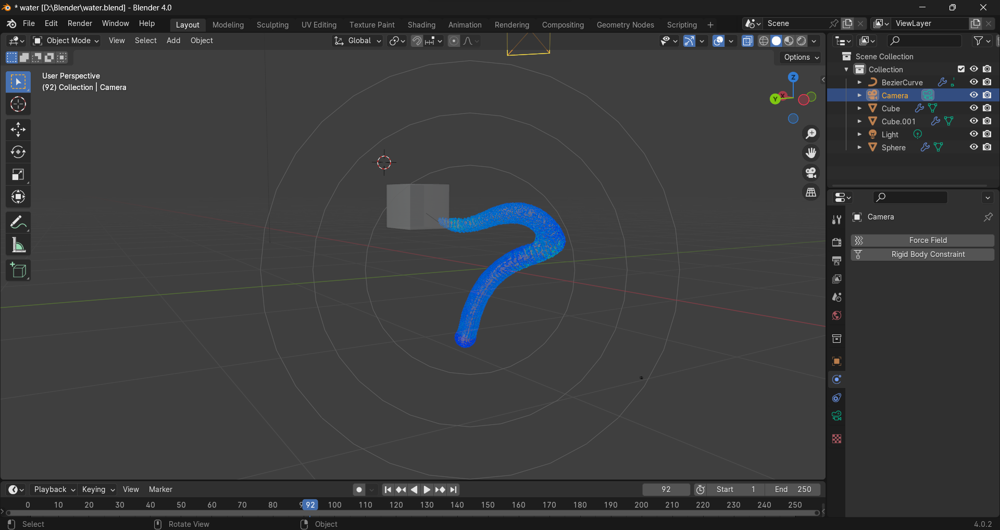 * water [D:\Blender\water.blend] - Blender 4.0
File Edit Render Window Help Layout Modeling Sculpting UV Editing Texture Paint Shading Animation Rendering Compositing Geometry Nodes Scripting + Scene ViewLayer
Object Mode View Select Add Object Global
Options
User Perspective
(92) Collection | Camera
Z
Y
X
Scene Collection
Collection
BezierCurve
Camera
Cube
Cube.001
Light
Sphere
Camera
Force Field
Rigid Body Constraint
Playback Keying View Marker 92 Start 1 End 250
0 10 20 30 40 50 60 70 80 92 100 110 120 130 140 150 160 170 180 190 200 210 220 230 240 250
Select Rotate View Object 4.0.2